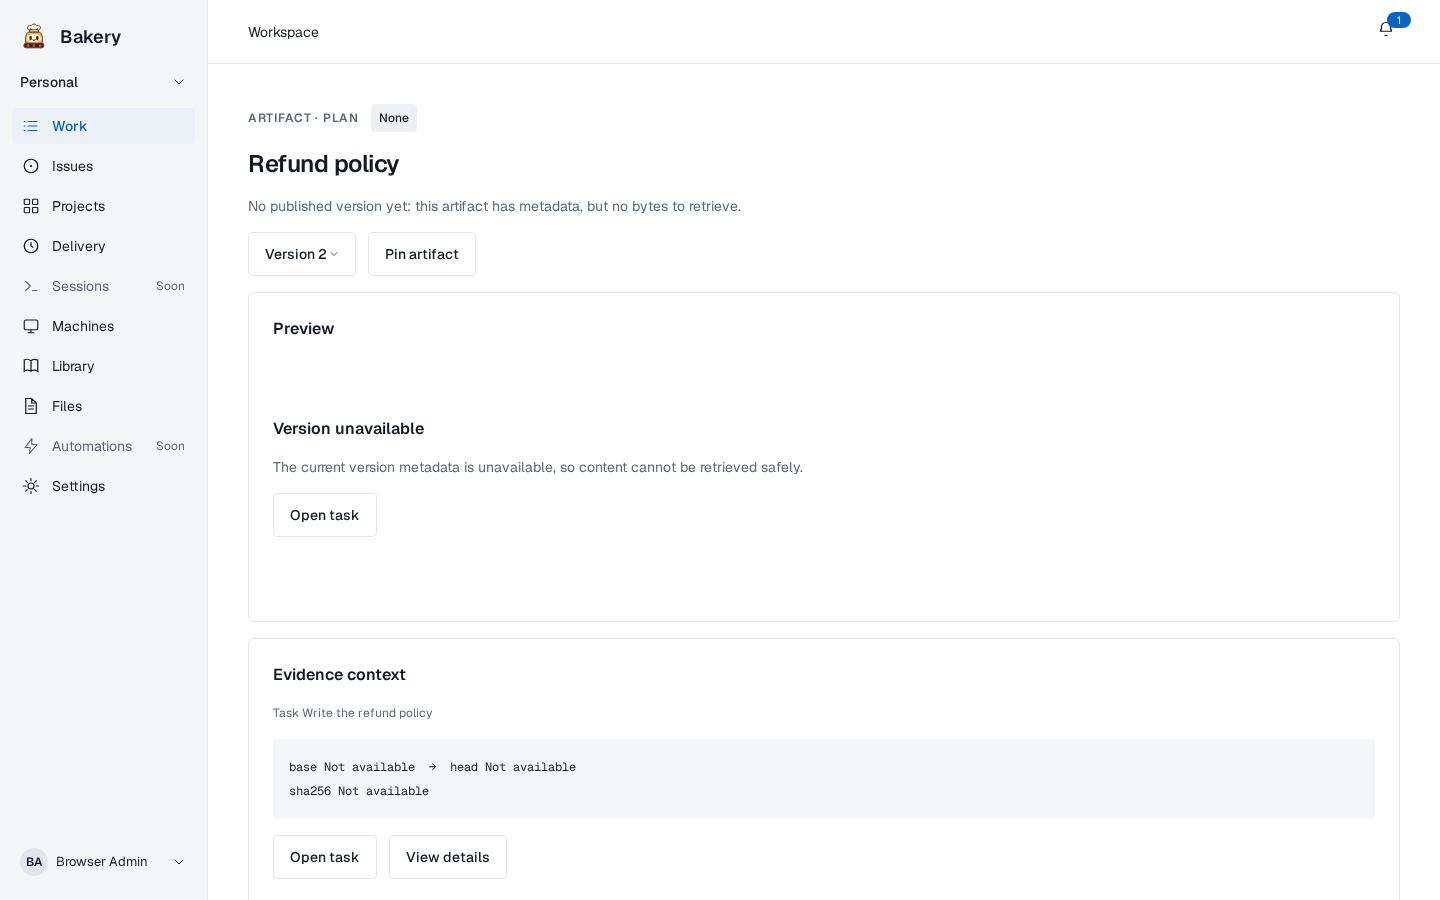 Bakery
Workspace
1
Personal
Work
Issues
Projects
Delivery
Sessions Soon
Machines
Library
Files
Automations Soon
Settings
BA Browser Admin
ARTIFACT · PLAN None
Refund policy
No published version yet: this artifact has metadata, but no bytes to retrieve.
Version 2 Pin artifact
Preview
Version unavailable
The current version metadata is unavailable, so content cannot be retrieved safely.
Open task
Evidence context
Task Write the refund policy
base Not available → head Not available
sha256 Not available
Open task View details